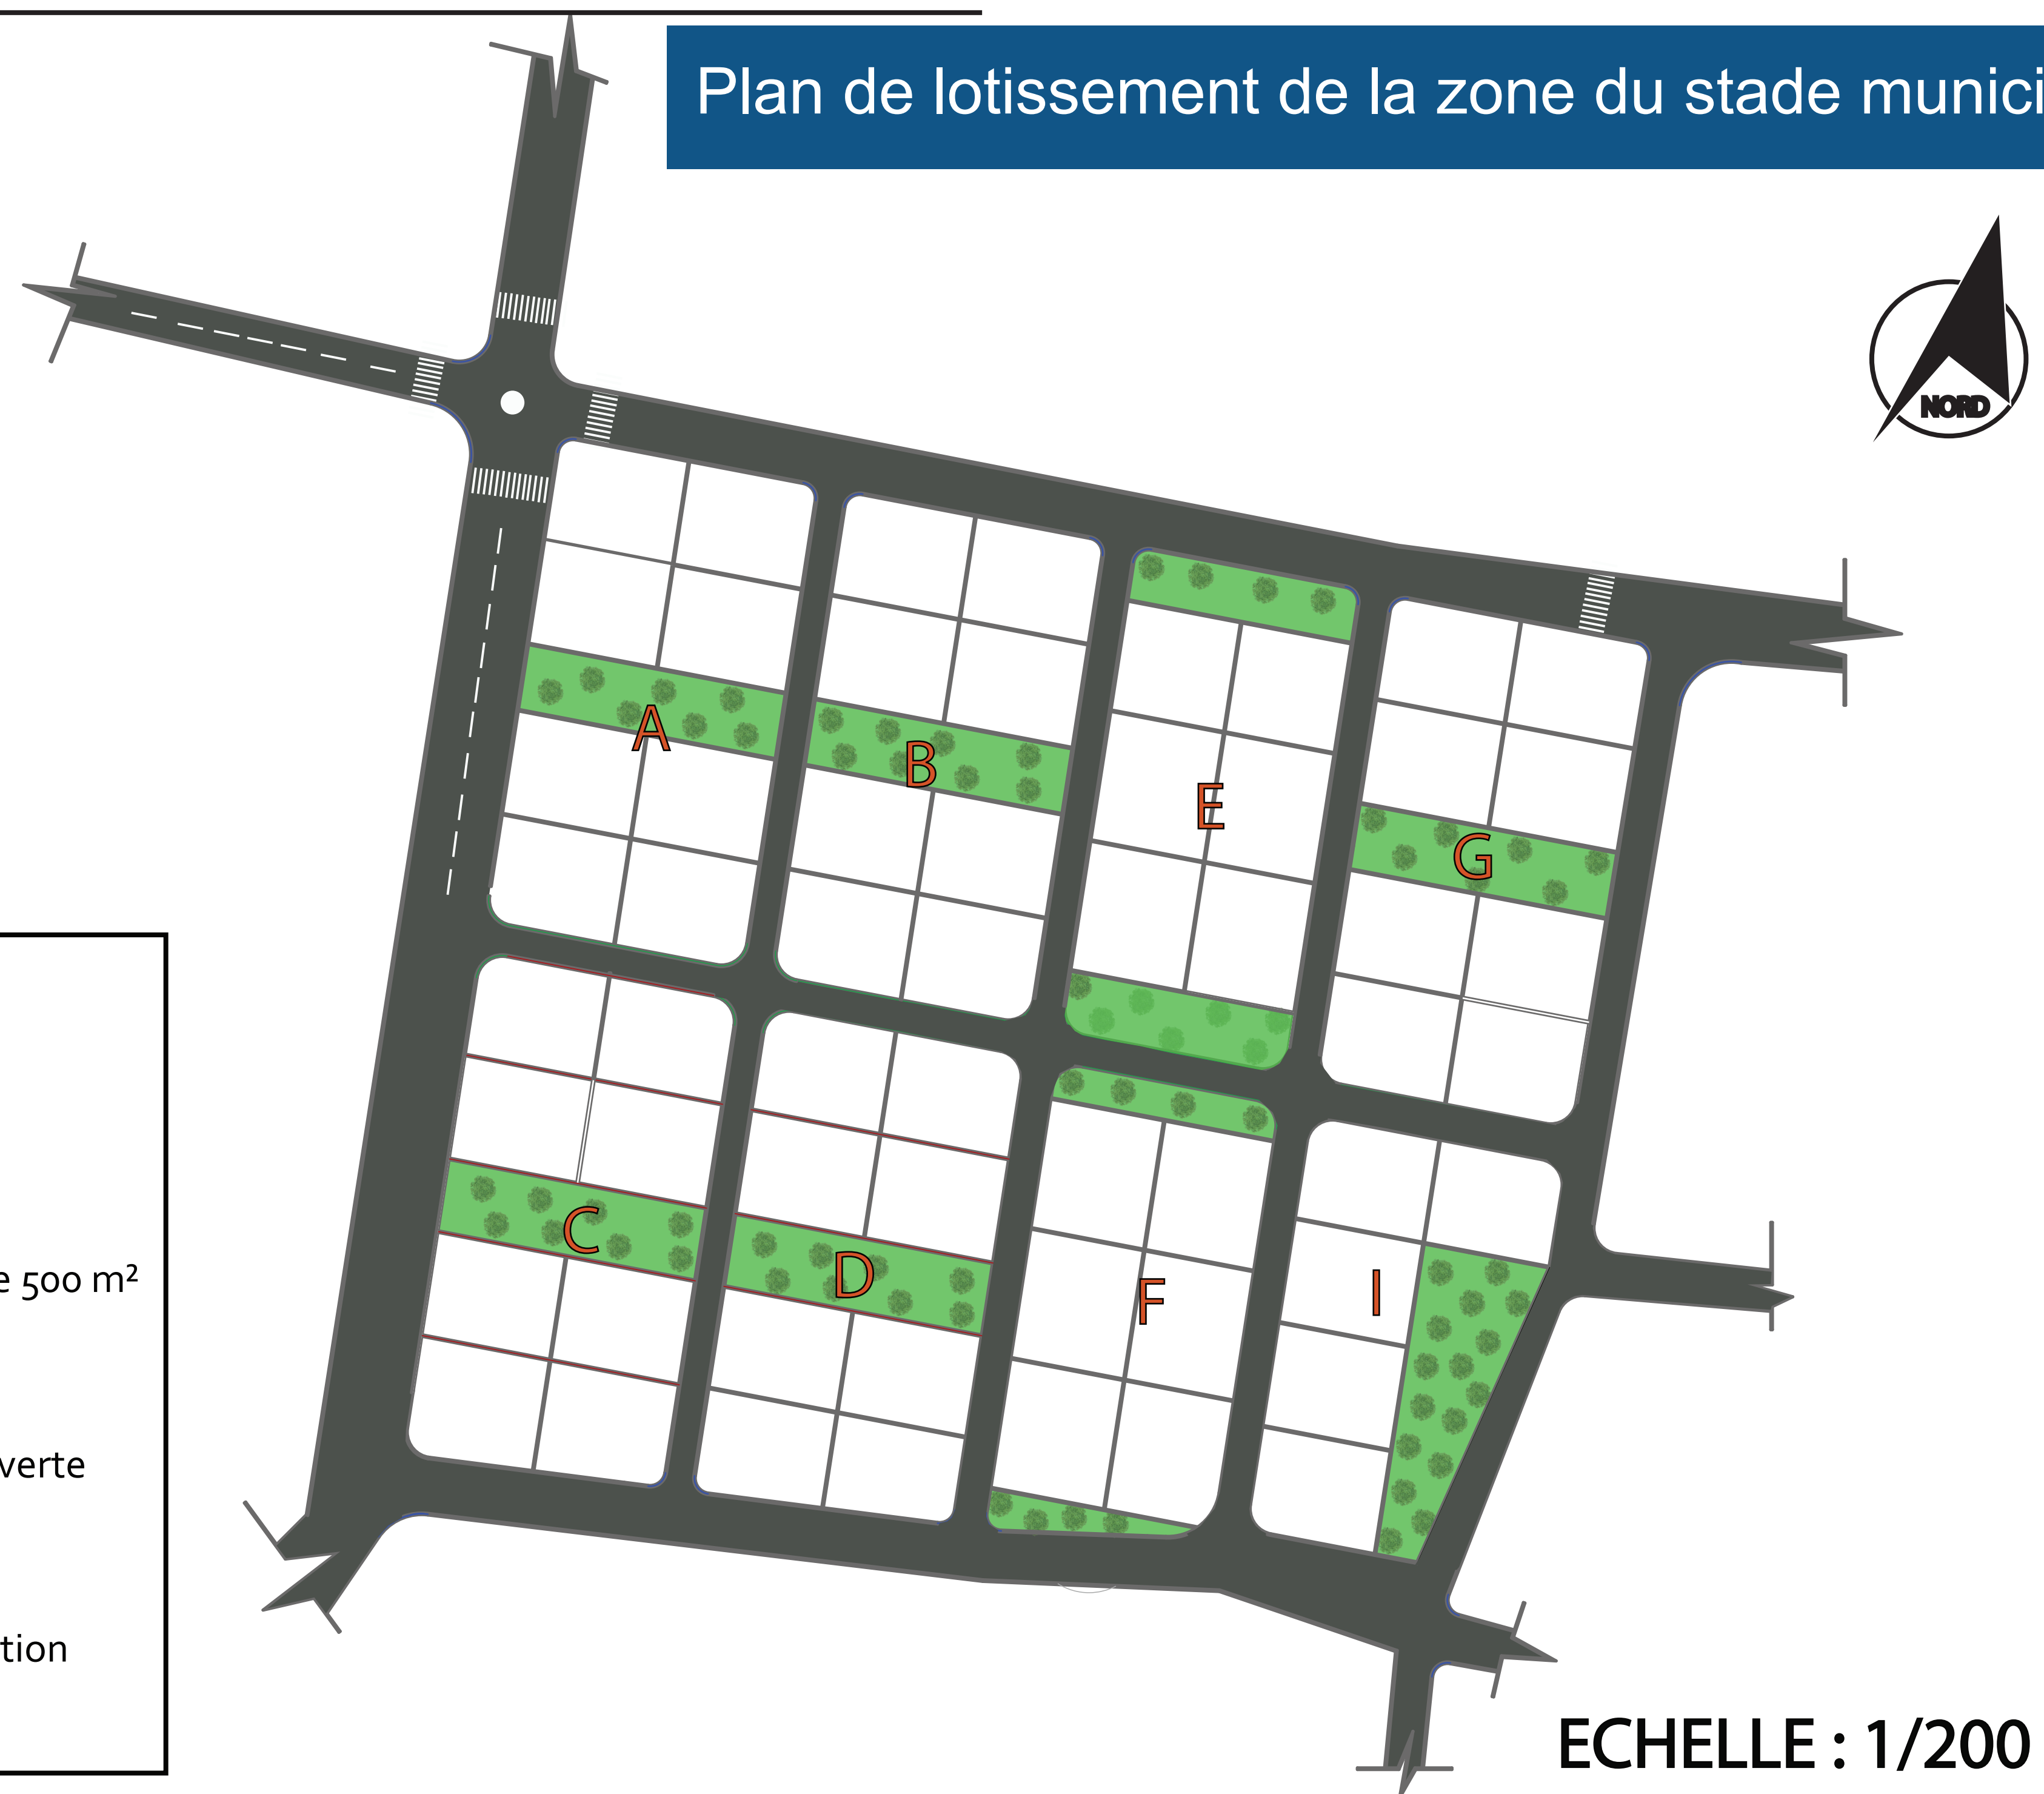 Plan de lotissement de la zone du stade munici
NORD
A
B
E
G
C
D
F
I
e 500 m²
verte
tion
ECHELLE : 1/200